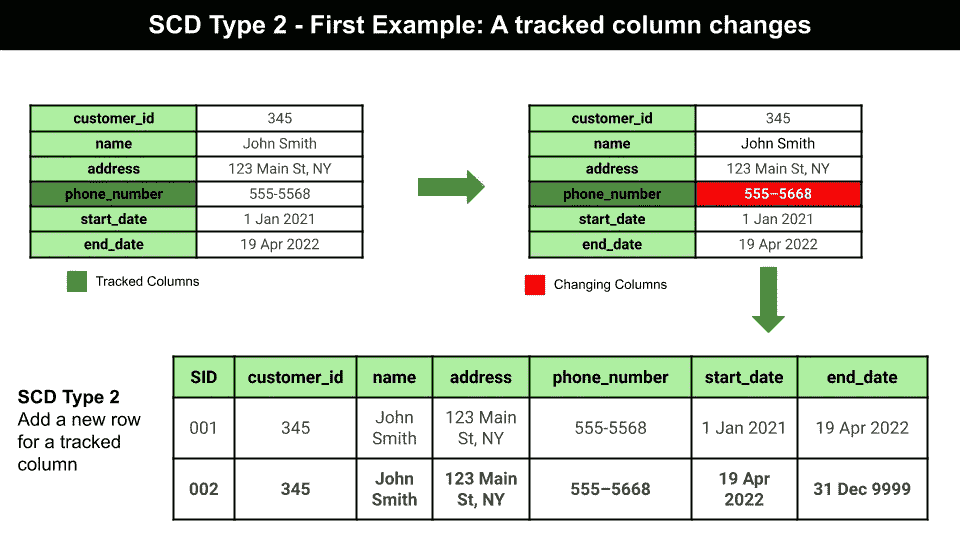 SCD Type 2 - First Example: A tracked column changes
customer_id 345
name John Smith
address 123 Main St, NY
phone_number 555-5568
start_date 1 Jan 2021
end_date 19 Apr 2022
Tracked Columns
customer_id 345
name John Smith
address 123 Main St, NY
phone_number 555–5668
start_date 1 Jan 2021
end_date 19 Apr 2022
Changing Columns
SCD Type 2
Add a new row
for a tracked
column
SID customer_id name address phone_number start_date end_date
001 345 John Smith 123 Main St, NY 555-5568 1 Jan 2021 19 Apr 2022
002 345 John Smith 123 Main St, NY 555–5668 19 Apr 2022 31 Dec 9999